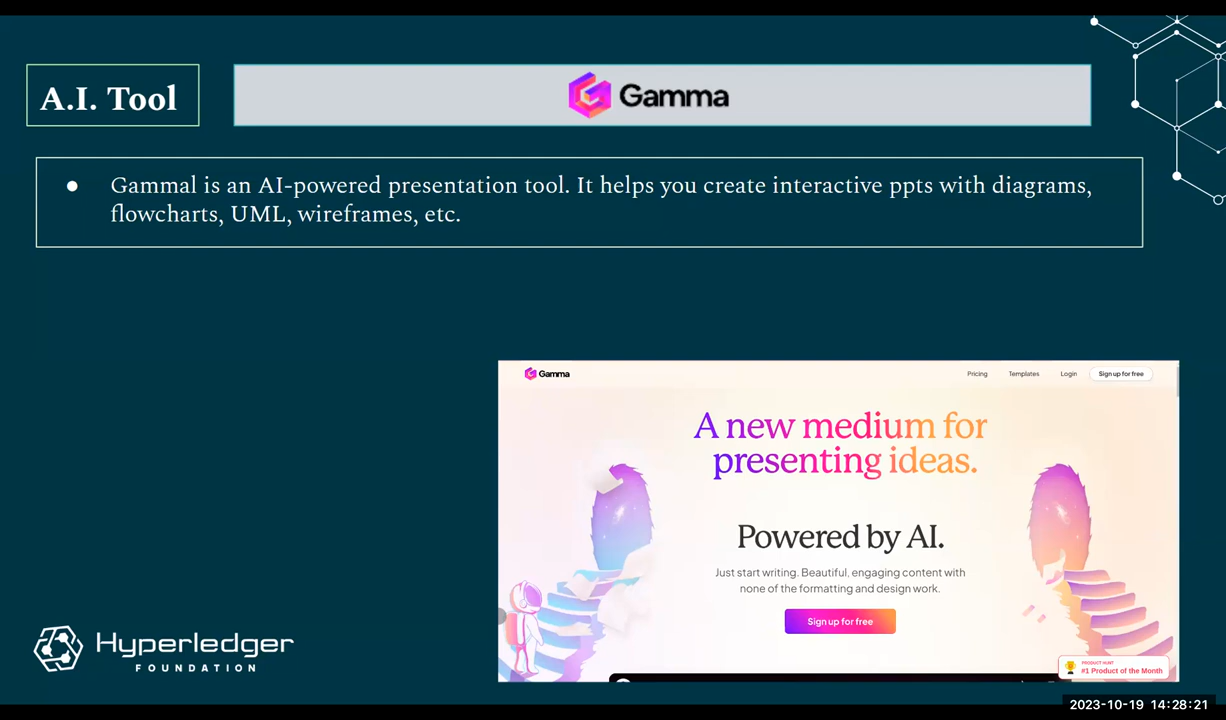 A.I. Tool
Gamma
● Gammal is an AI-powered presentation tool. It helps you create interactive ppts with diagrams,
flowcharts, UML, wireframes, etc.
Gamma
Pricing Templates Login Sign up for free
A new medium for
presenting ideas.
Powered by AI.
Just start writing. Beautiful, engaging content with
none of the formatting and design work.
Sign up for free
PRODUCT HUNT
#1 Product of the Month
Hyperledger
FOUNDATION
2023-10-19 14:28:21